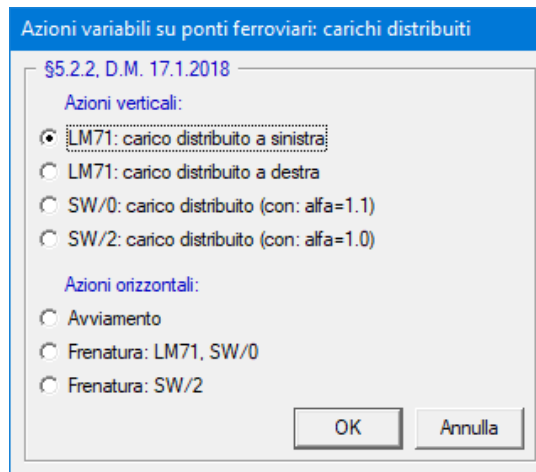 Azioni variabili su ponti ferroviari: carichi distribuiti
§5.2.2, D.M. 17.1.2018
Azioni verticali:
LM71: carico distribuito a sinistra
LM71: carico distribuito a destra
SW/0: carico distribuito (con: alfa=1.1)
SW/2: carico distribuito (con: alfa=1.0)
Azioni orizzontali:
Avviamento
Frenatura: LM71, SW/0
Frenatura: SW/2
OK Annulla